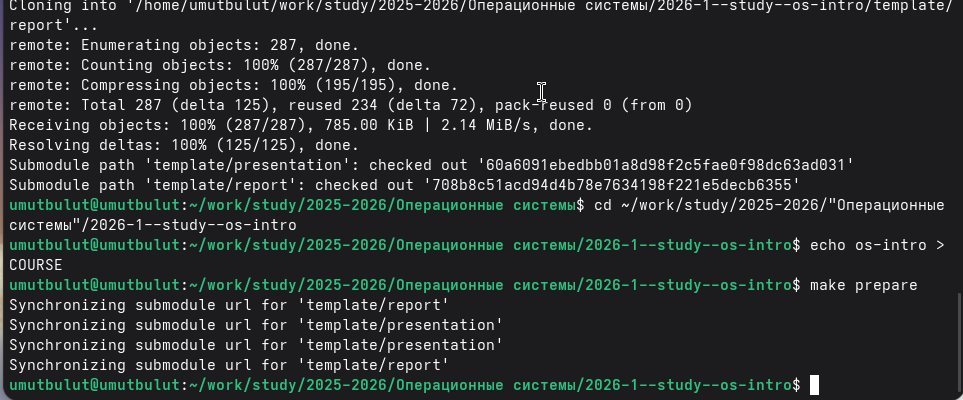 Cloning into '/home/umutbulut/work/study/2025-2026/Операционные системы/2026-1--study--os-intro/template/
report'...
remote: Enumerating objects: 287, done.
remote: Counting objects: 100% (287/287), done.
remote: Compressing objects: 100% (195/195), done.
remote: Total 287 (delta 125), reused 234 (delta 72), pack-reused 0 (from 0)
Receiving objects: 100% (287/287), 785.00 KiB | 2.14 MiB/s, done.
Resolving deltas: 100% (125/125), done.
Submodule path 'template/presentation': checked out '60a6091ebedbb01a8d98f2c5fae0f98dc63ad031'
Submodule path 'template/report': checked out '708b8c51acd94d4b78e7634198f221e5decb6355'
umutbulut@umutbulut:~/work/study/2025-2026/Операционные системы$ cd ~/work/study/2025-2026/"Операционные
системы"/2026-1--study--os-intro
umutbulut@umutbulut:~/work/study/2025-2026/Операционные системы/2026-1--study--os-intro$ echo os-intro >
COURSE
umutbulut@umutbulut:~/work/study/2025-2026/Операционные системы/2026-1--study--os-intro$ make prepare
Synchronizing submodule url for 'template/report'
Synchronizing submodule url for 'template/presentation'
Synchronizing submodule url for 'template/presentation'
Synchronizing submodule url for 'template/report'
umutbulut@umutbulut:~/work/study/2025-2026/Операционные системы/2026-1--study--os-intro$